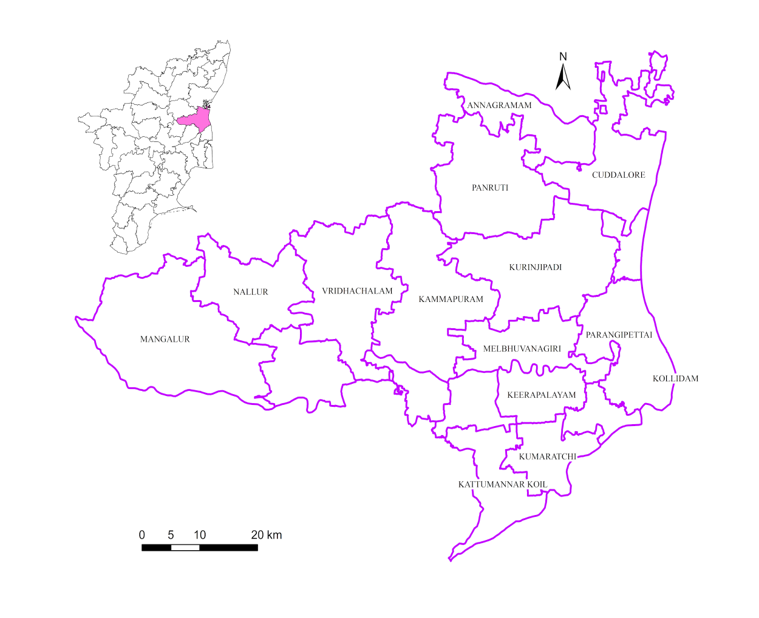 N
ANNAGRAMAM
CUDDALORE
PANRUTI
KURINJIPADI
NALLUR
VRIDHACHALAM
KAMMAPURAM
MANGALUR
PARANGIPETTAI
MELBHUVANAGIRI
KOLLIDAM
KEERAPALAYAM
KUMARATCHI
KATTUMANNAR KOIL
0 5 10 20 km